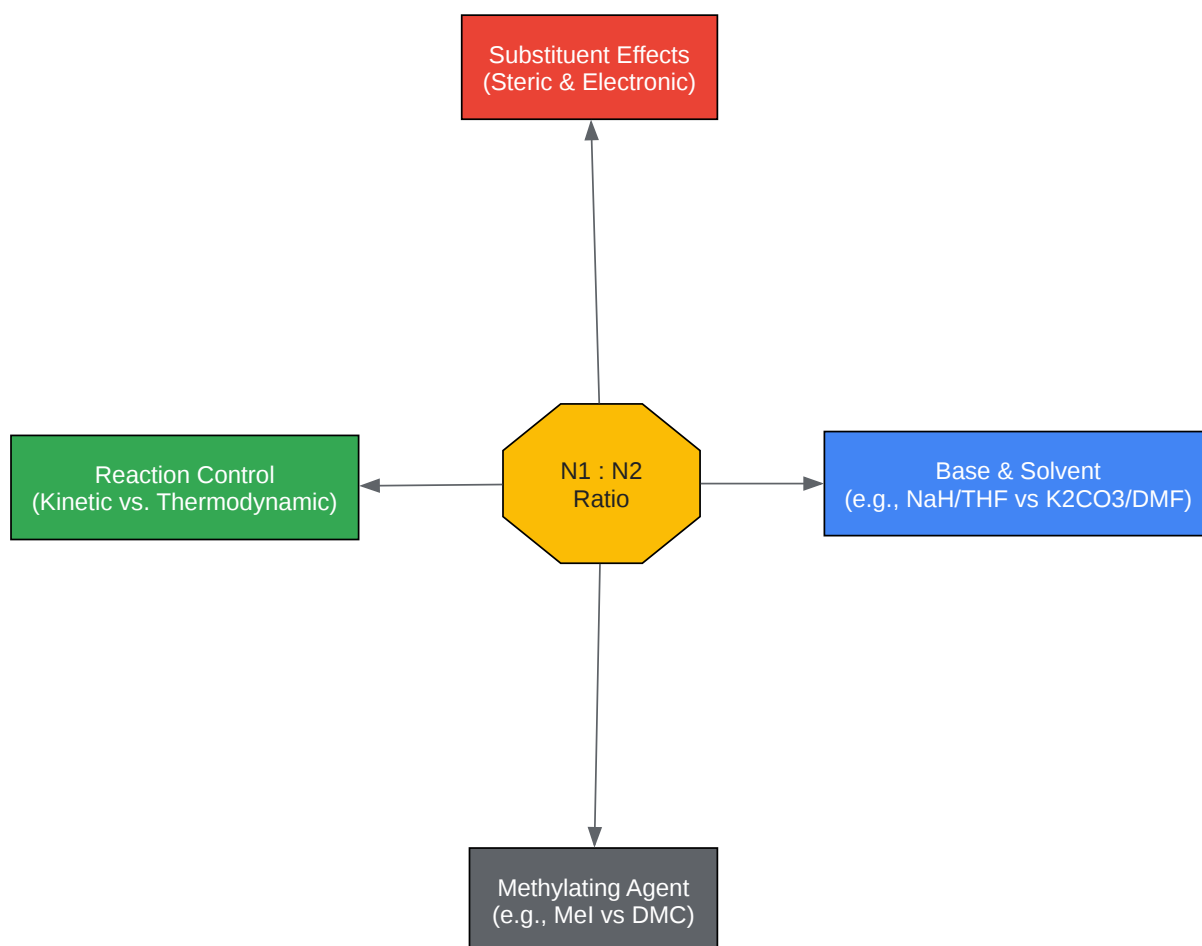 Substituent Effects
(Steric & Electronic)
Reaction Control
(Kinetic vs. Thermodynamic)
N1 : N2
Ratio
Base & Solvent
(e.g., NaH/THF vs K2CO3/DMF)
Methylating Agent
(e.g., MeI vs DMC)